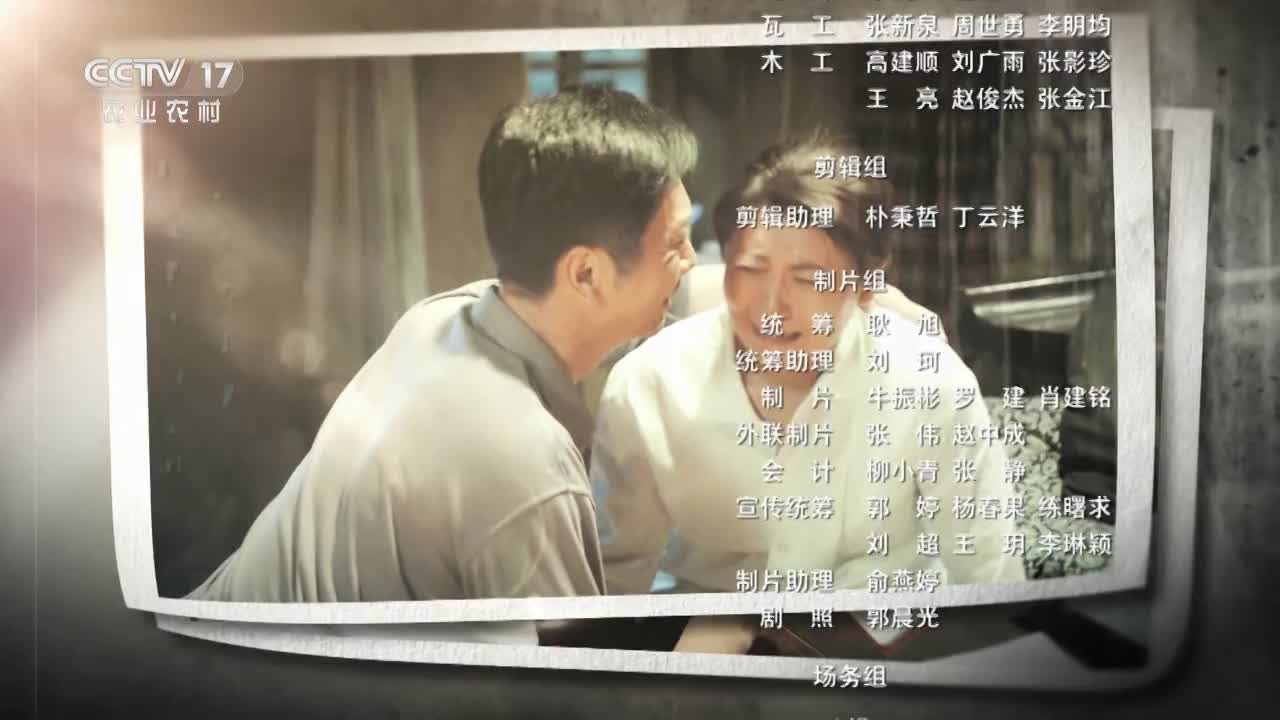 CCTV 17
农业农村
瓦 工 张新泉 周世勇 李明均
木 工 高建顺 刘广雨 张影珍
王 亮 赵俊杰 张金江
剪辑组
剪辑助理 朴秉哲 丁云洋
制片组
统 筹 耿 旭
统筹助理 刘 珂
制 片 牛振彬 罗 建 肖建铭
外联制片 张 伟 赵中成
会 计 柳小青 张 静
宣传统筹 郭 婷 杨春果 练曙求
刘 超 王 玥 李琳颖
制片助理 俞燕婷
剧 照 郭晨光
场务组